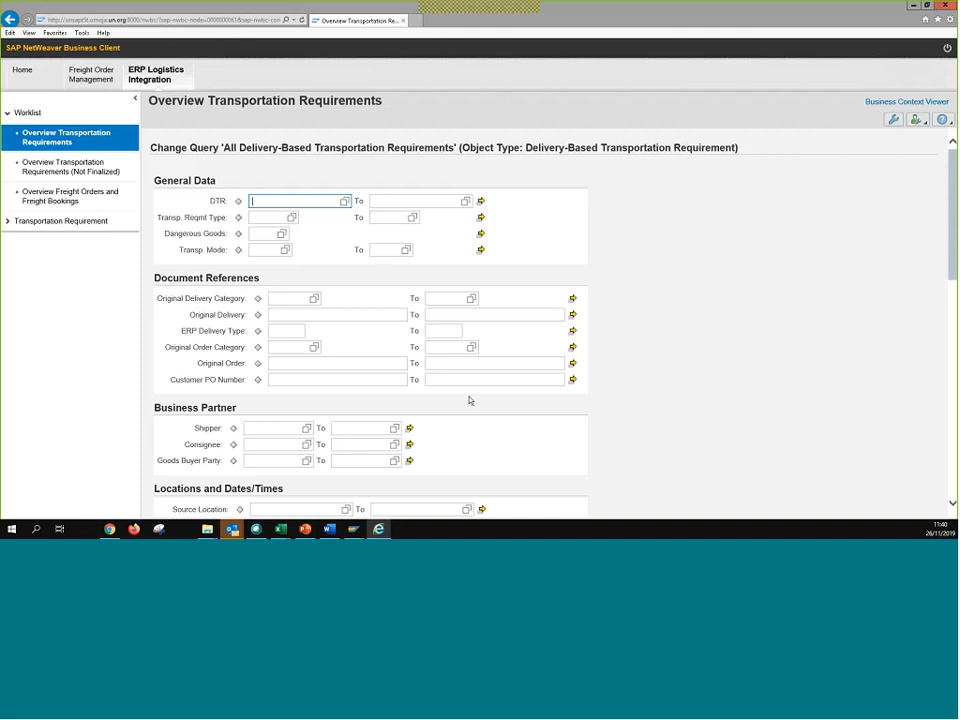 Overview Transportation Re...
Edit View Favorites Tools Help
SAP NetWeaver Business Client
Home
Freight Order
Management
ERP Logistics
Integration
Worklist
Overview Transportation
Requirements
Overview Transportation
Requirements (Not Finalized)
Overview Freight Orders and
Freight Bookings
Transportation Requirement
Overview Transportation Requirements
Business Context Viewer
Change Query 'All Delivery-Based Transportation Requirements' (Object Type: Delivery-Based Transportation Requirement)
General Data
DTR: To
Transp. Reqmt Type: To
Dangerous Goods:
Transp. Mode: To
Document References
Original Delivery Category: To
Original Delivery: To
ERP Delivery Type: To
Original Order Category: To
Original Order: To
Customer PO Number: To
Business Partner
Shipper: To
Consignee: To
Goods Buyer Party: To
Locations and Dates/Times
Source Location: To
11:40
26/11/2019